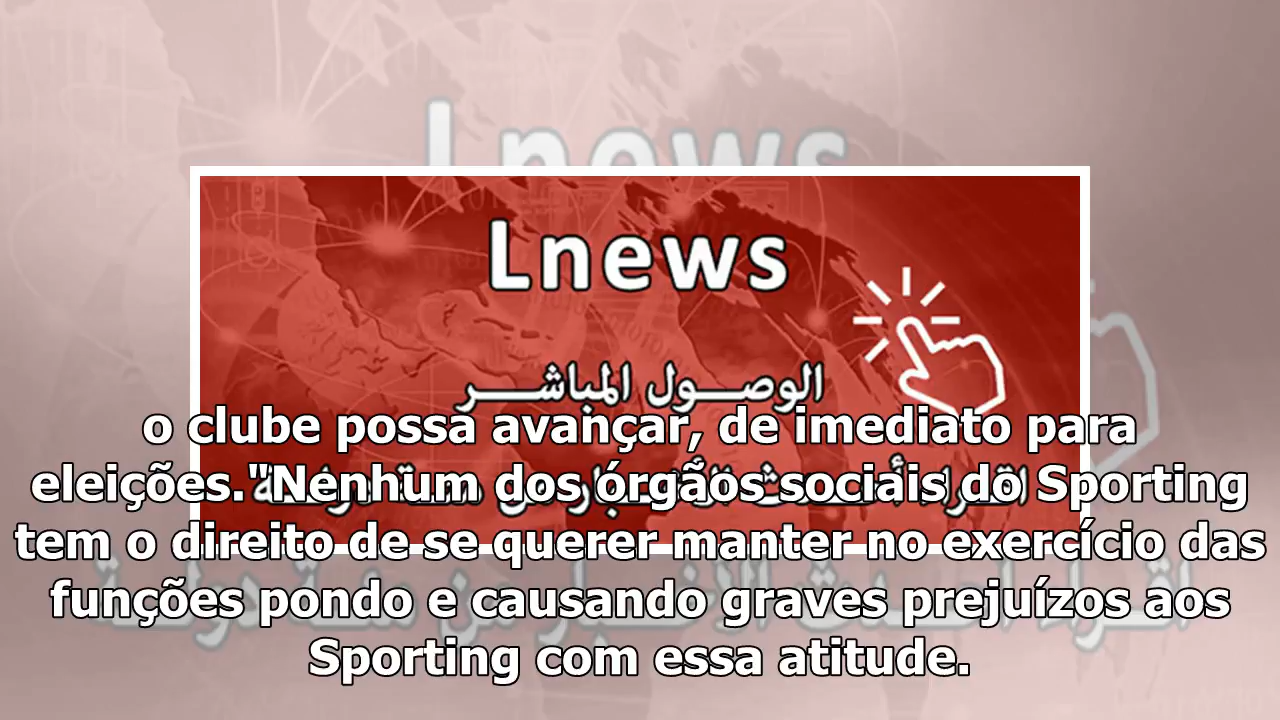 Lnews
الوصول المباشر
o clube possa avançar, de imediato para
eleições."Nenhum dos órgãos sociais do Sporting
tem o direito de se querer manter no exercício das
funções pondo e causando graves prejuízos aos
Sporting com essa atitude.